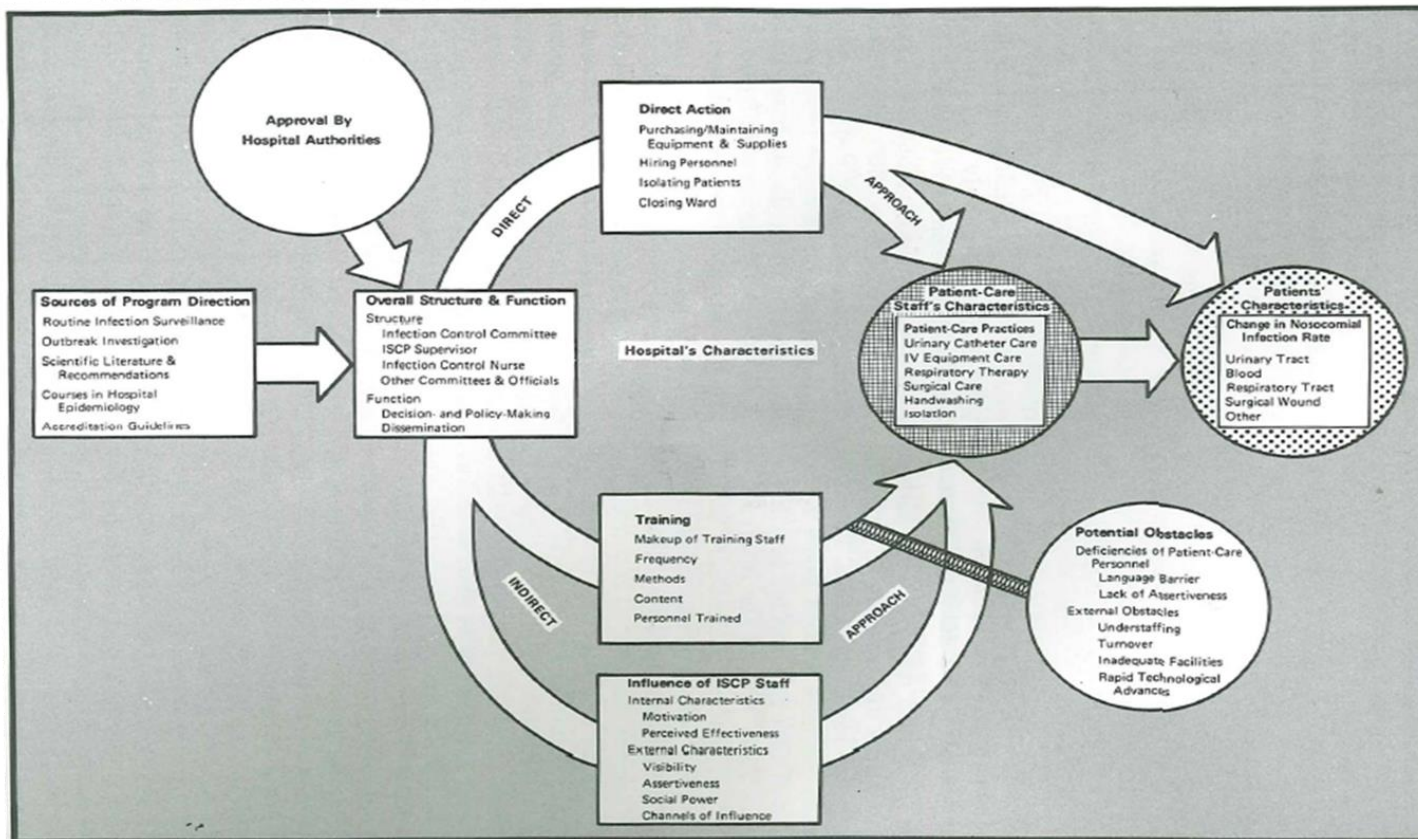 Approval By
Hospital Authorities
Direct Action
Purchasing/Maintaining
Equipment & Supplies
Hiring Personnel
Isolating Patients
Closing Ward
DIRECT
APPROACH
Sources of Program Direction
Routine Infection Surveillance
Outbreak Investigation
Scientific Literature &
Recommendations
Courses in Hospital
Epidemiology
Accreditation Guidelines
Overall Structure & Function
Structure
Infection Control Committee
ISCP Supervisor
Infection Control Nurse
Other Committees & Officials
Function
Decision- and Policy-Making
Dissemination
Hospital's Characteristics
Patient-Care
Staff's Characteristics
Patient-Care Practices
Urinary Catheter Care
IV Equipment Care
Respiratory Therapy
Surgical Care
Handwashing
Isolation
Patients'
Characteristics
Change in Nosocomial
Infection Rate
Urinary Tract
Blood
Respiratory Tract
Surgical Wound
Other
Training
Makeup of Training Staff
Frequency
Methods
Content
Personnel Trained
INDIRECT
APPROACH
Potential Obstacles
Deficiencies of Patient-Care
Personnel
Language Barrier
Lack of Assertiveness
External Obstacles
Understaffing
Turnover
Inadequate Facilities
Rapid Technological
Advances
Influence of ISCP Staff
Internal Characteristics
Motivation
Perceived Effectiveness
External Characteristics
Visibility
Assertiveness
Social Power
Channels of Influence